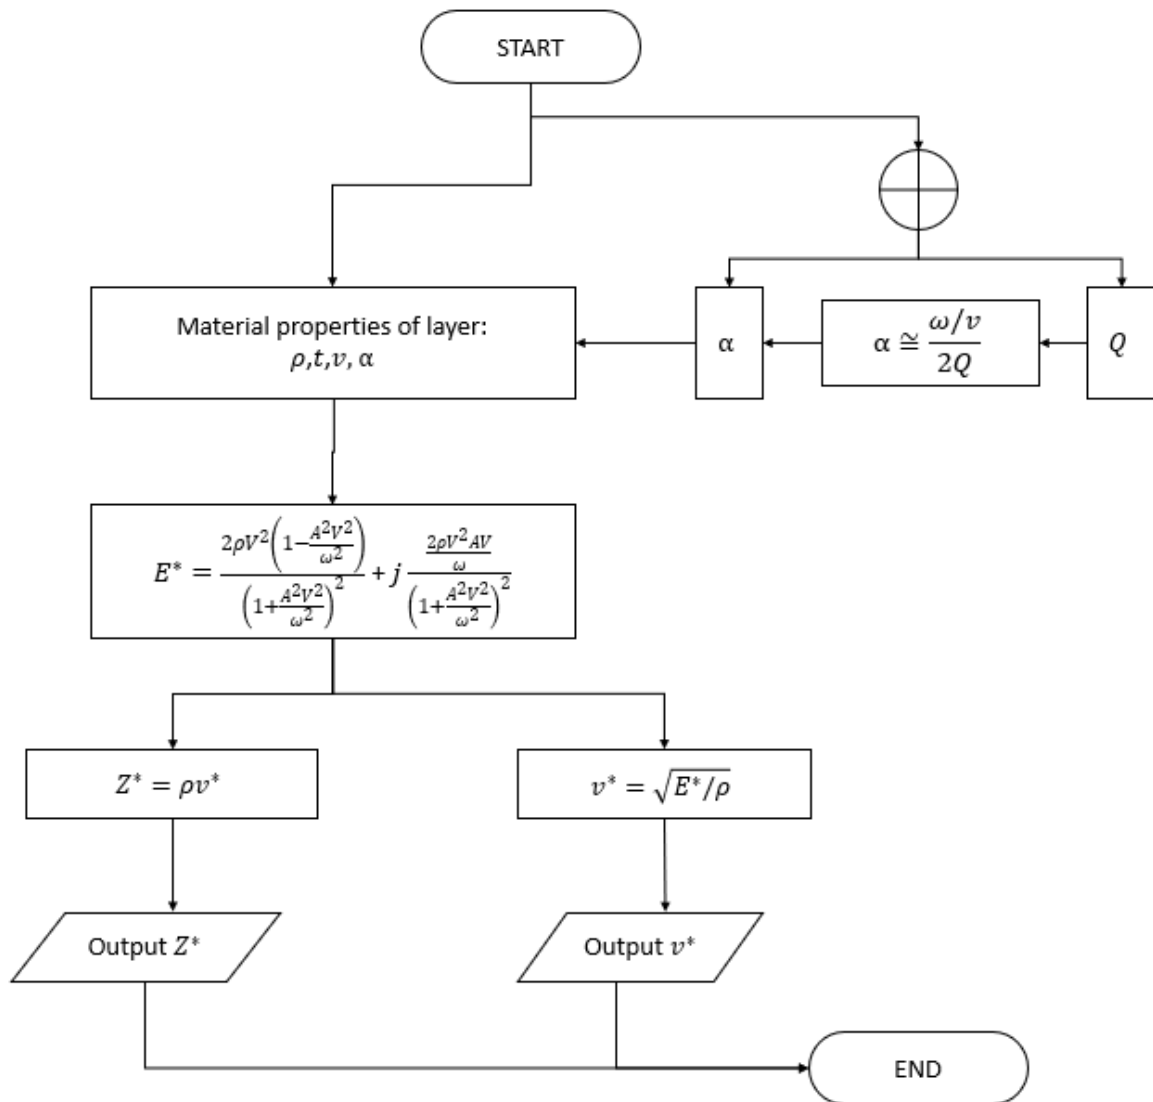 START
Material properties of layer:
ρ,t,v, α
α
α ≅ (ω/v)/(2Q)
Q
E* = 2ρV²(1−A²V²/ω²)/(1+A²V²/ω²)² + j (2ρV²AV/ω)/(1+A²V²/ω²)²
Z* = ρv*
v* = √(E*/ρ)
Output Z*
Output v*
END